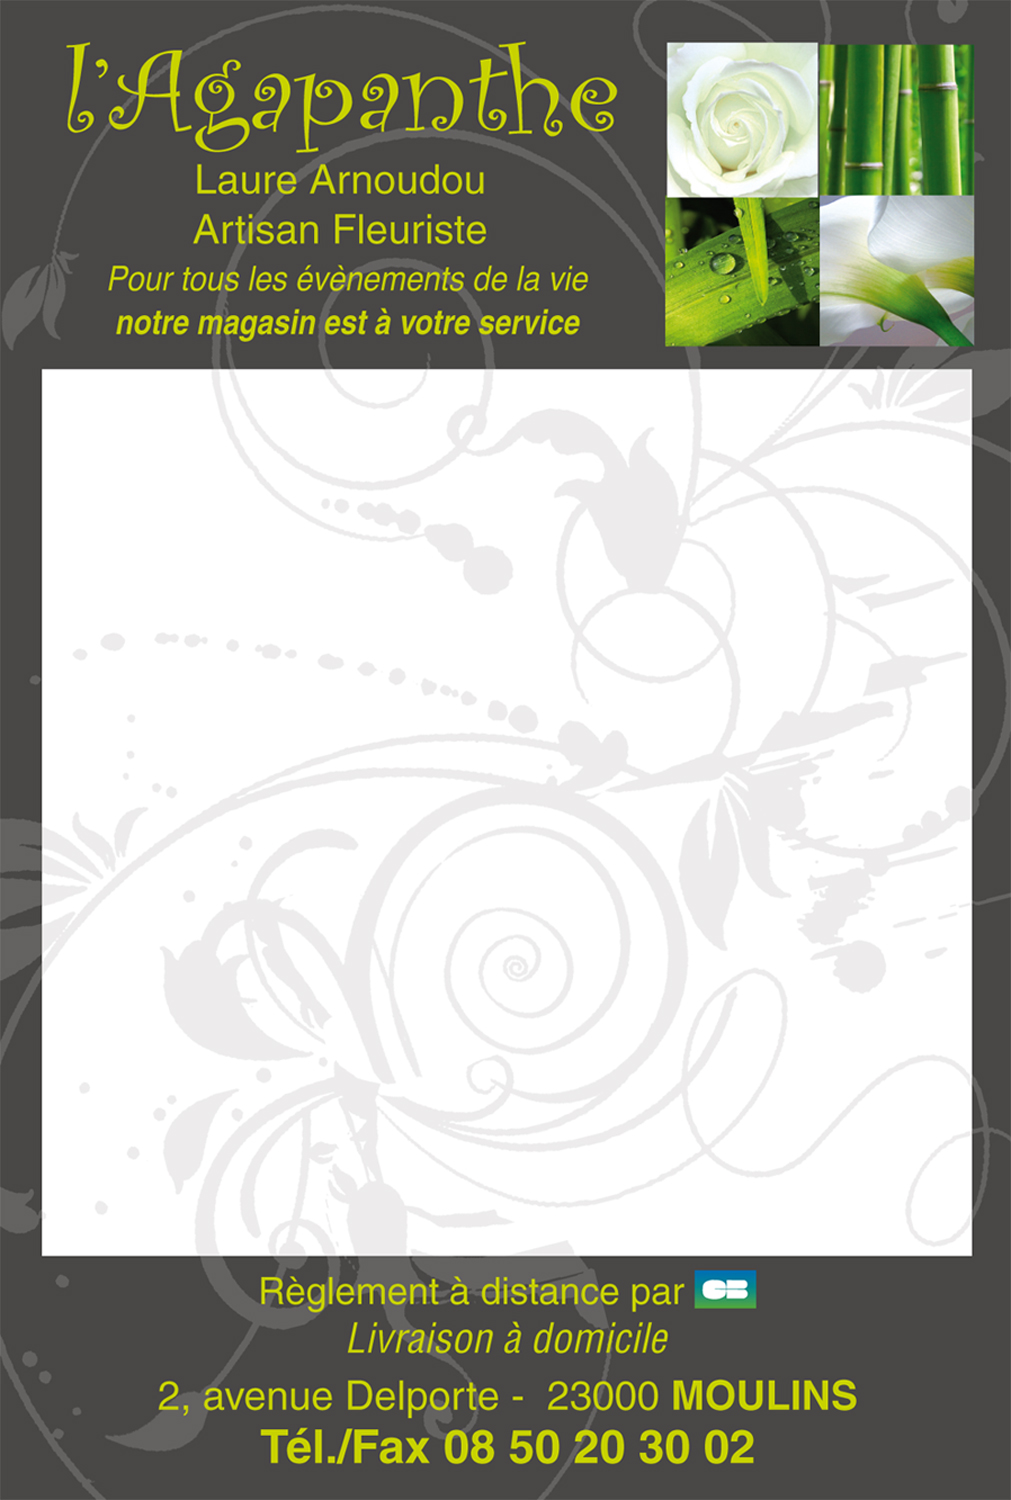 l'Agapanthe
Laure Arnoudou
Artisan Fleuriste
Pour tous les évènements de la vie
notre magasin est à votre service
Règlement à distance par CB
Livraison à domicile
2, avenue Delporte - 23000 MOULINS
Tél./Fax 08 50 20 30 02